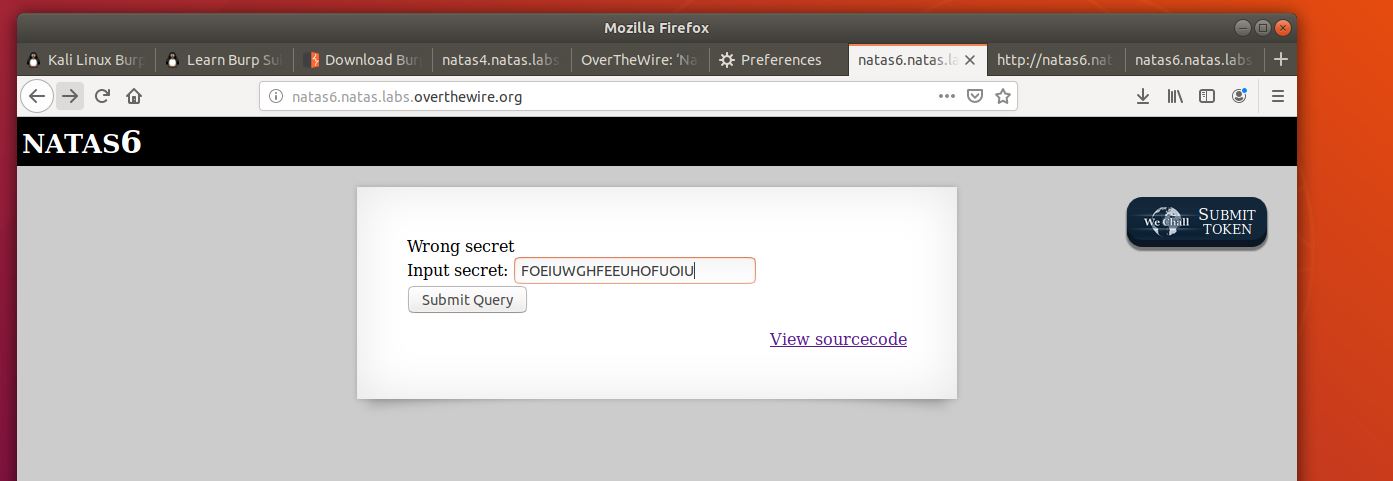 Mozilla Firefox
Kali Linux Burp
Learn Burp Sui
Download Bur
natas4.natas.labs
OverTheWire: 'Na
Preferences
natas6.natas.la
http://natas6.nat
natas6.natas.labs
natas6.natas.labs.overthewire.org
NATAS6
We Chall
SUBMIT
TOKEN
Wrong secret
Input secret: FOEIUWGHFEEUHOFUOIU
Submit Query
View sourcecode